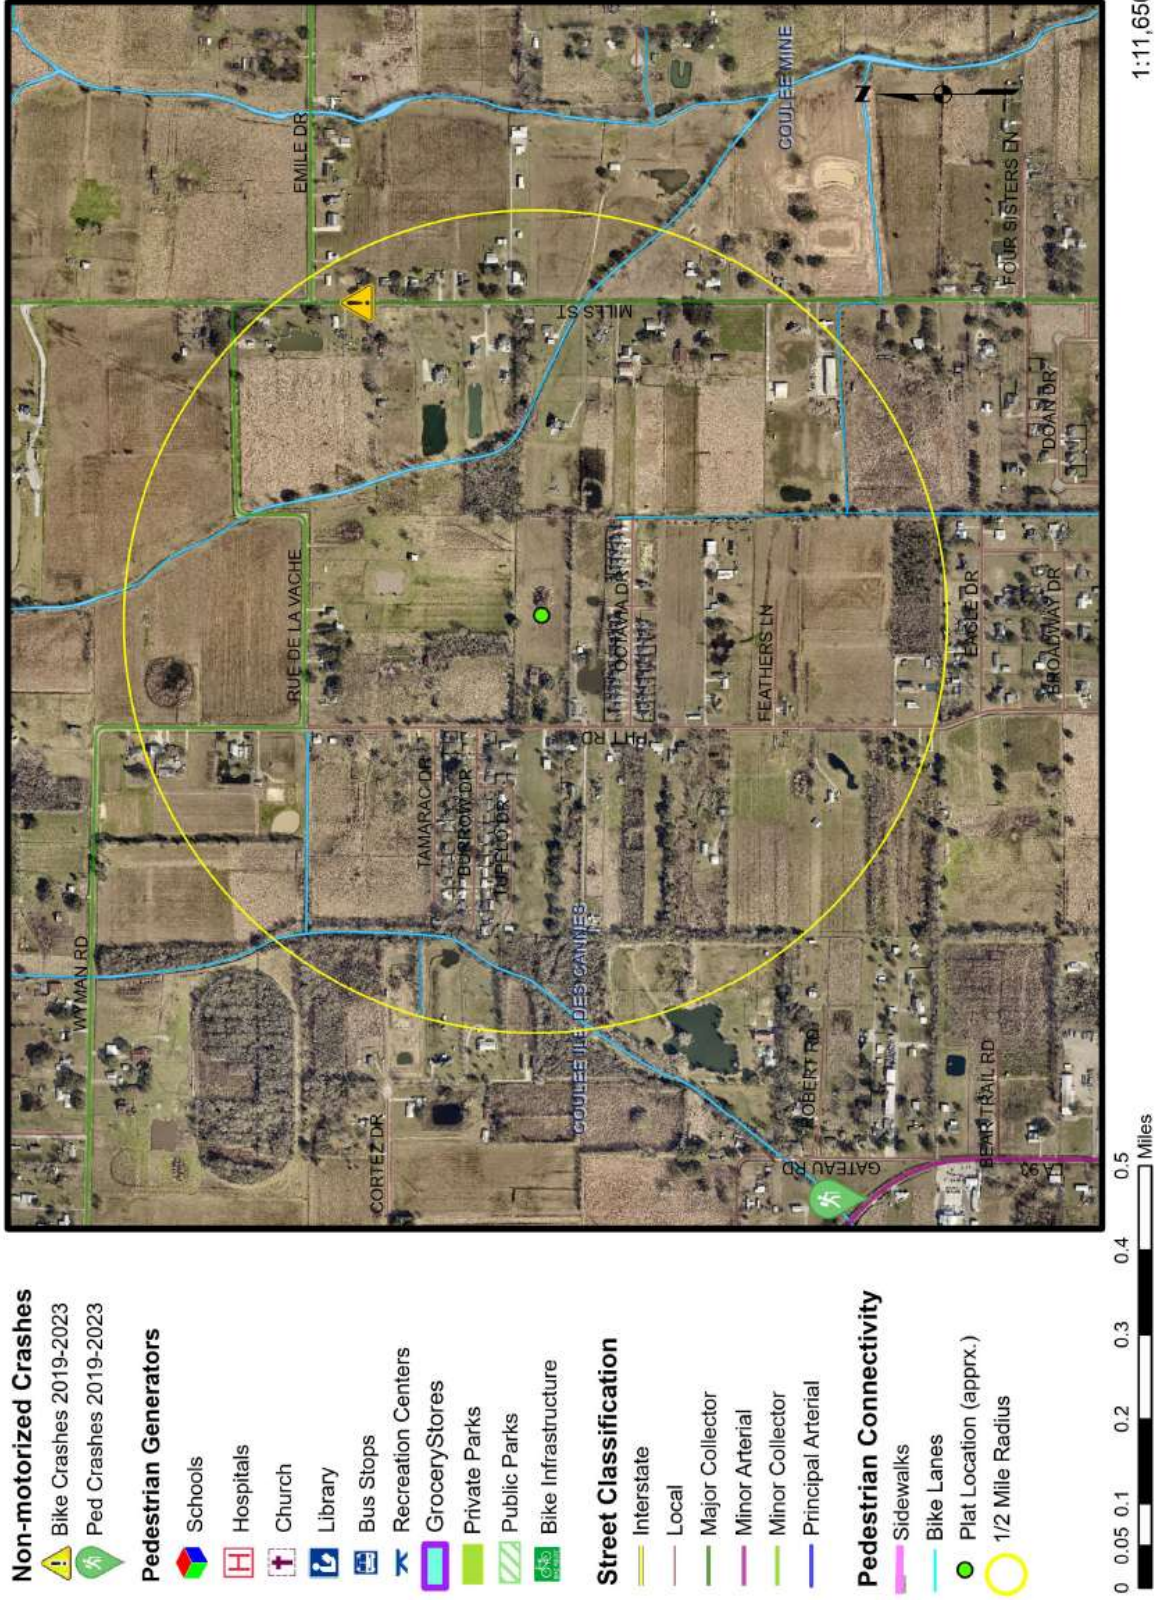 Non-motorized Crashes
Bike Crashes 2019-2023
Ped Crashes 2019-2023
Pedestrian Generators
Schools
Hospitals
Church
Library
Bus Stops
Recreation Centers
GroceryStores
Private Parks
Public Parks
Bike Infrastructure
Street Classification
Interstate
Local
Major Collector
Minor Arterial
Minor Collector
Principal Arterial
Pedestrian Connectivity
Sidewalks
Bike Lanes
Plat Location (apprx.)
1/2 Mile Radius
0 0.05 0.1 0.2 0.3 0.4 0.5
Miles
WYMAN RD
RUE DE LA VACHE
EMILE DR
CORTEZ DR
TAMARAC DR
BURROW DR
TUPELO DR
MILLS ST
COULEE ILE DES CANNES
OCTAVIA DR
COULEE MINE
FEATHERS LN
ROBERT RD
GATEAU RD
N
EAGLE DR
FOUR SISTERS LN
BEAR TRAIL RD
BROADWAY DR
DOAN DR
LA 93